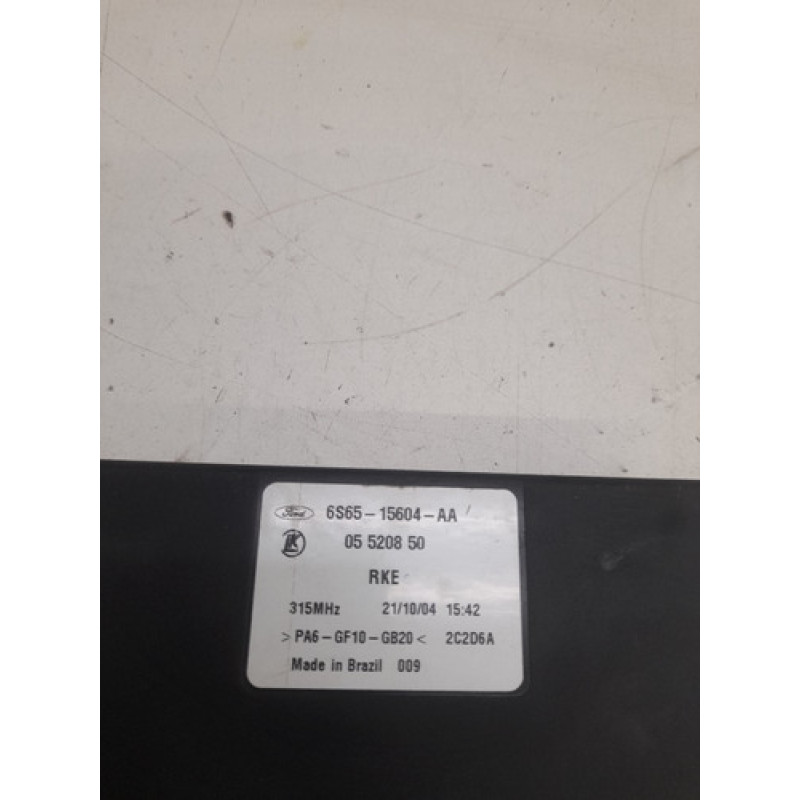 Ford 6S65-15604-AA
LK 05 5208 50
RKE
315MHz 21/10/04 15:42
>PA6-GF10-GB20< 2C2D6A
Made in Brazil 009